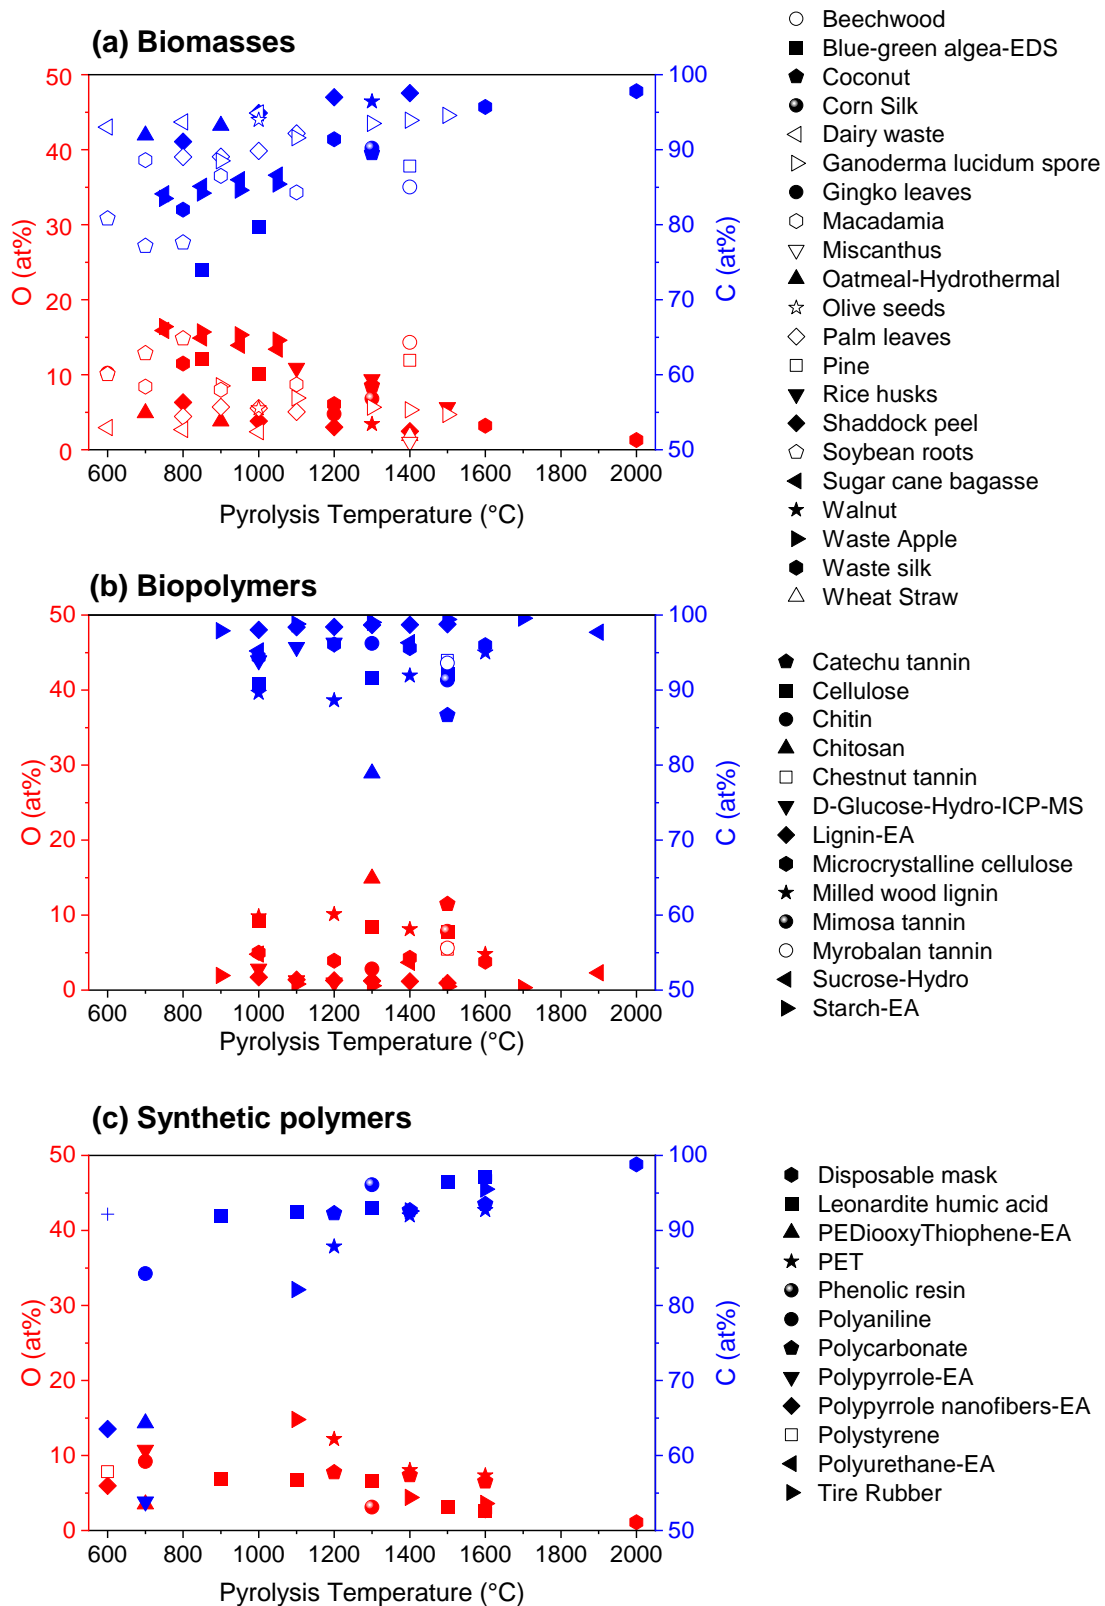 (a) Biomasses
50
40
30
20
10
0
O (at%)
100
90
80
70
60
50
C (at%)
600 800 1000 1200 1400 1600 1800 2000
Pyrolysis Temperature (°C)
Beechwood
Blue-green algea-EDS
Coconut
Corn Silk
Dairy waste
Ganoderma lucidum spore
Gingko leaves
Macadamia
Miscanthus
Oatmeal-Hydrothermal
Olive seeds
Palm leaves
Pine
Rice husks
Shaddock peel
Soybean roots
Sugar cane bagasse
Walnut
Waste Apple
Waste silk
Wheat Straw
(b) Biopolymers
50
40
30
20
10
0
O (at%)
100
90
80
70
60
50
C (at%)
600 800 1000 1200 1400 1600 1800 2000
Pyrolysis Temperature (°C)
Catechu tannin
Cellulose
Chitin
Chitosan
Chestnut tannin
D-Glucose-Hydro-ICP-MS
Lignin-EA
Microcrystalline cellulose
Milled wood lignin
Mimosa tannin
Myrobalan tannin
Sucrose-Hydro
Starch-EA
(c) Synthetic polymers
50
40
30
20
10
0
O (at%)
100
90
80
70
60
50
C (at%)
600 800 1000 1200 1400 1600 1800 2000
Pyrolysis Temperature (°C)
Disposable mask
Leonardite humic acid
PEDiooxyThiophene-EA
PET
Phenolic resin
Polyaniline
Polycarbonate
Polypyrrole-EA
Polypyrrole nanofibers-EA
Polystyrene
Polyurethane-EA
Tire Rubber